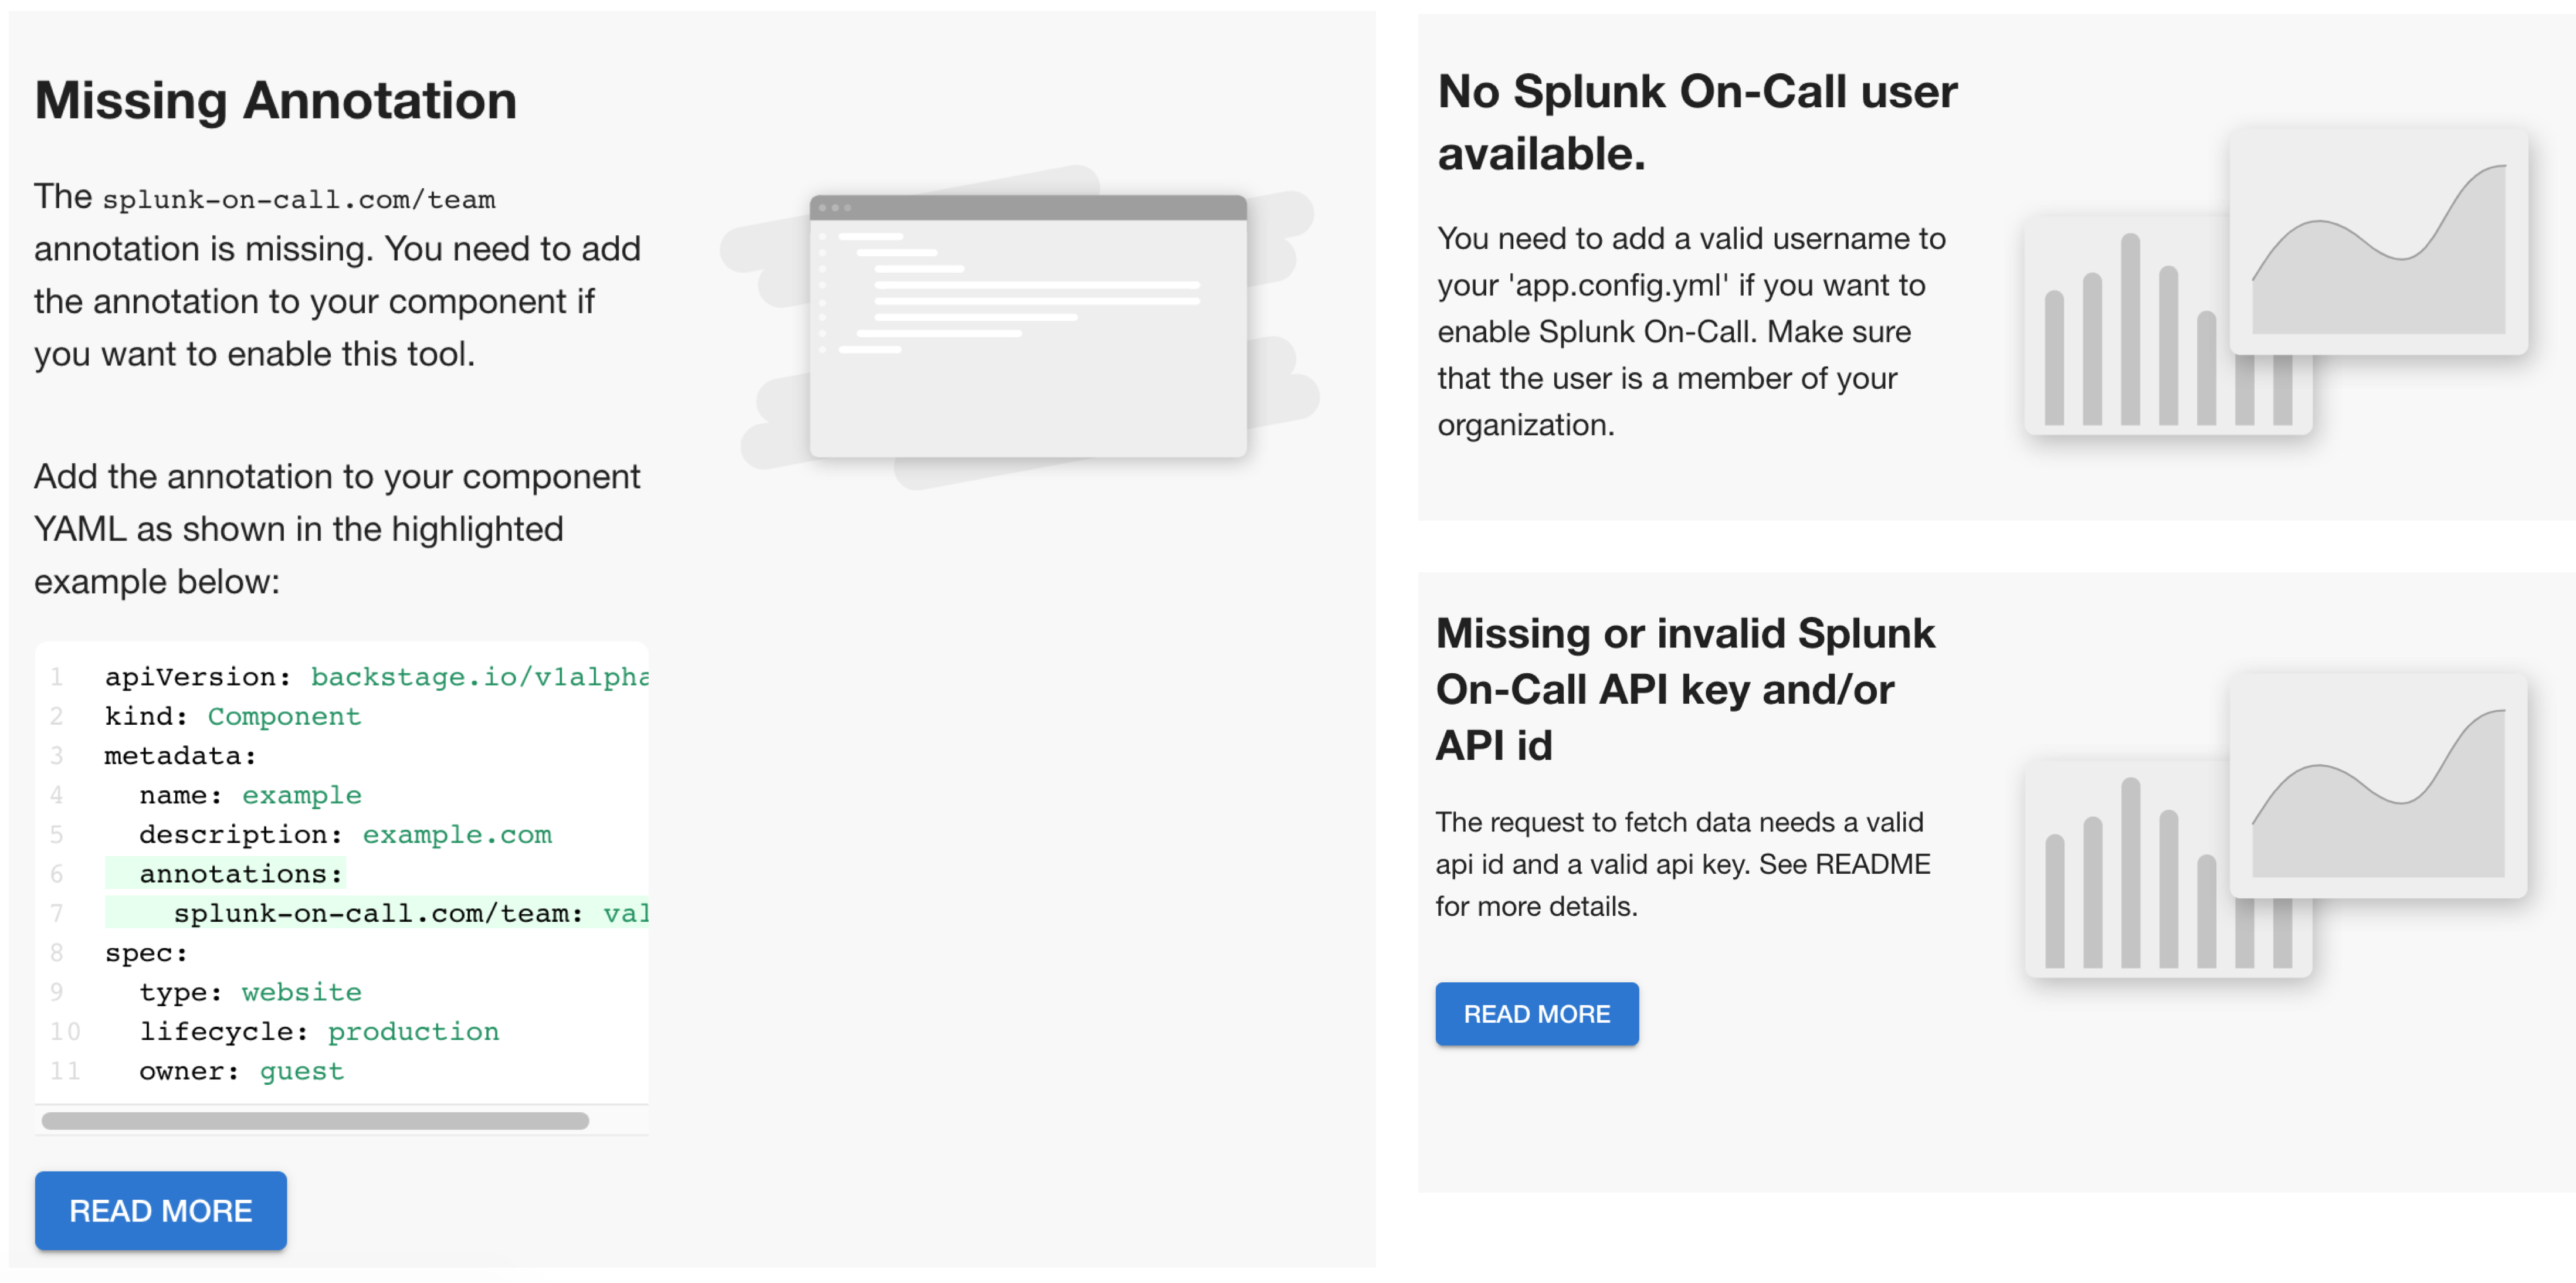 Missing Annotation
The splunk-on-call.com/team
annotation is missing. You need to add
the annotation to your component if
you want to enable this tool.
Add the annotation to your component
YAML as shown in the highlighted
example below:
1 apiVersion: backstage.io/v1alpha
2 kind: Component
3 metadata:
4 name: example
5 description: example.com
6 annotations:
7 splunk-on-call.com/team: val
8 spec:
9 type: website
10 lifecycle: production
11 owner: guest
READ MORE
No Splunk On-Call user
available.
You need to add a valid username to
your 'app.config.yml' if you want to
enable Splunk On-Call. Make sure
that the user is a member of your
organization.
Missing or invalid Splunk
On-Call API key and/or
API id
The request to fetch data needs a valid
api id and a valid api key. See README
for more details.
READ MORE